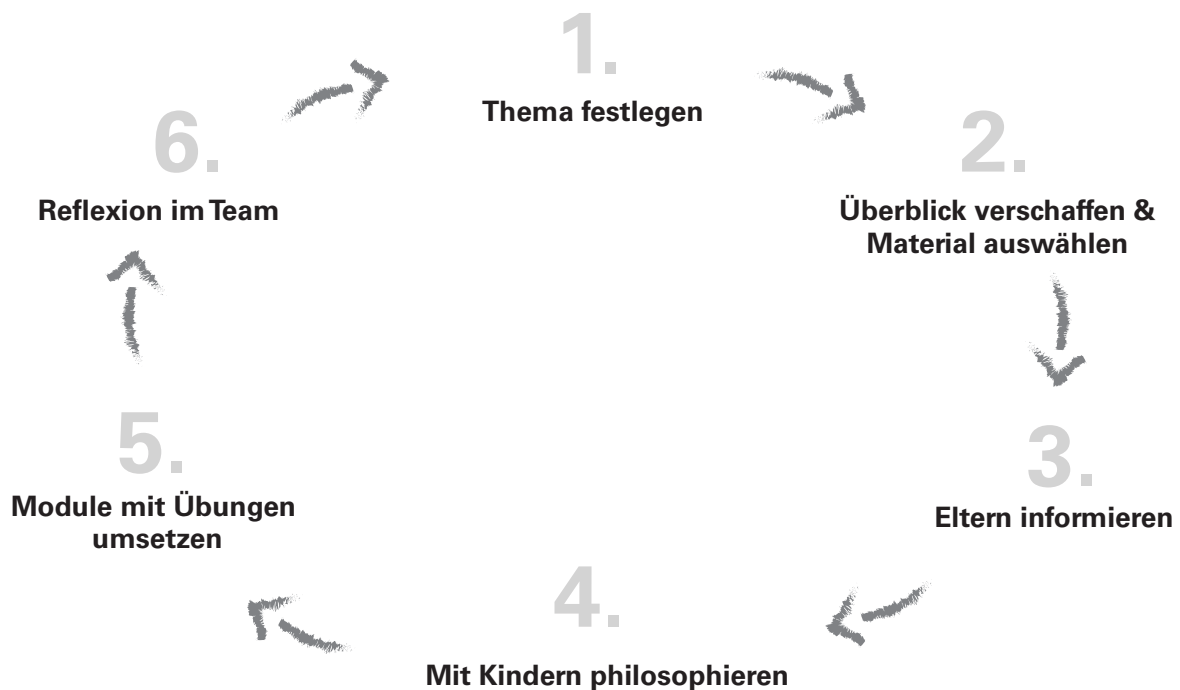 1.
Thema festlegen
2.
Überblick verschaffen &
Material auswählen
3.
Eltern informieren
4.
Mit Kindern philosophieren
5.
Module mit Übungen
umsetzen
6.
Reflexion im Team